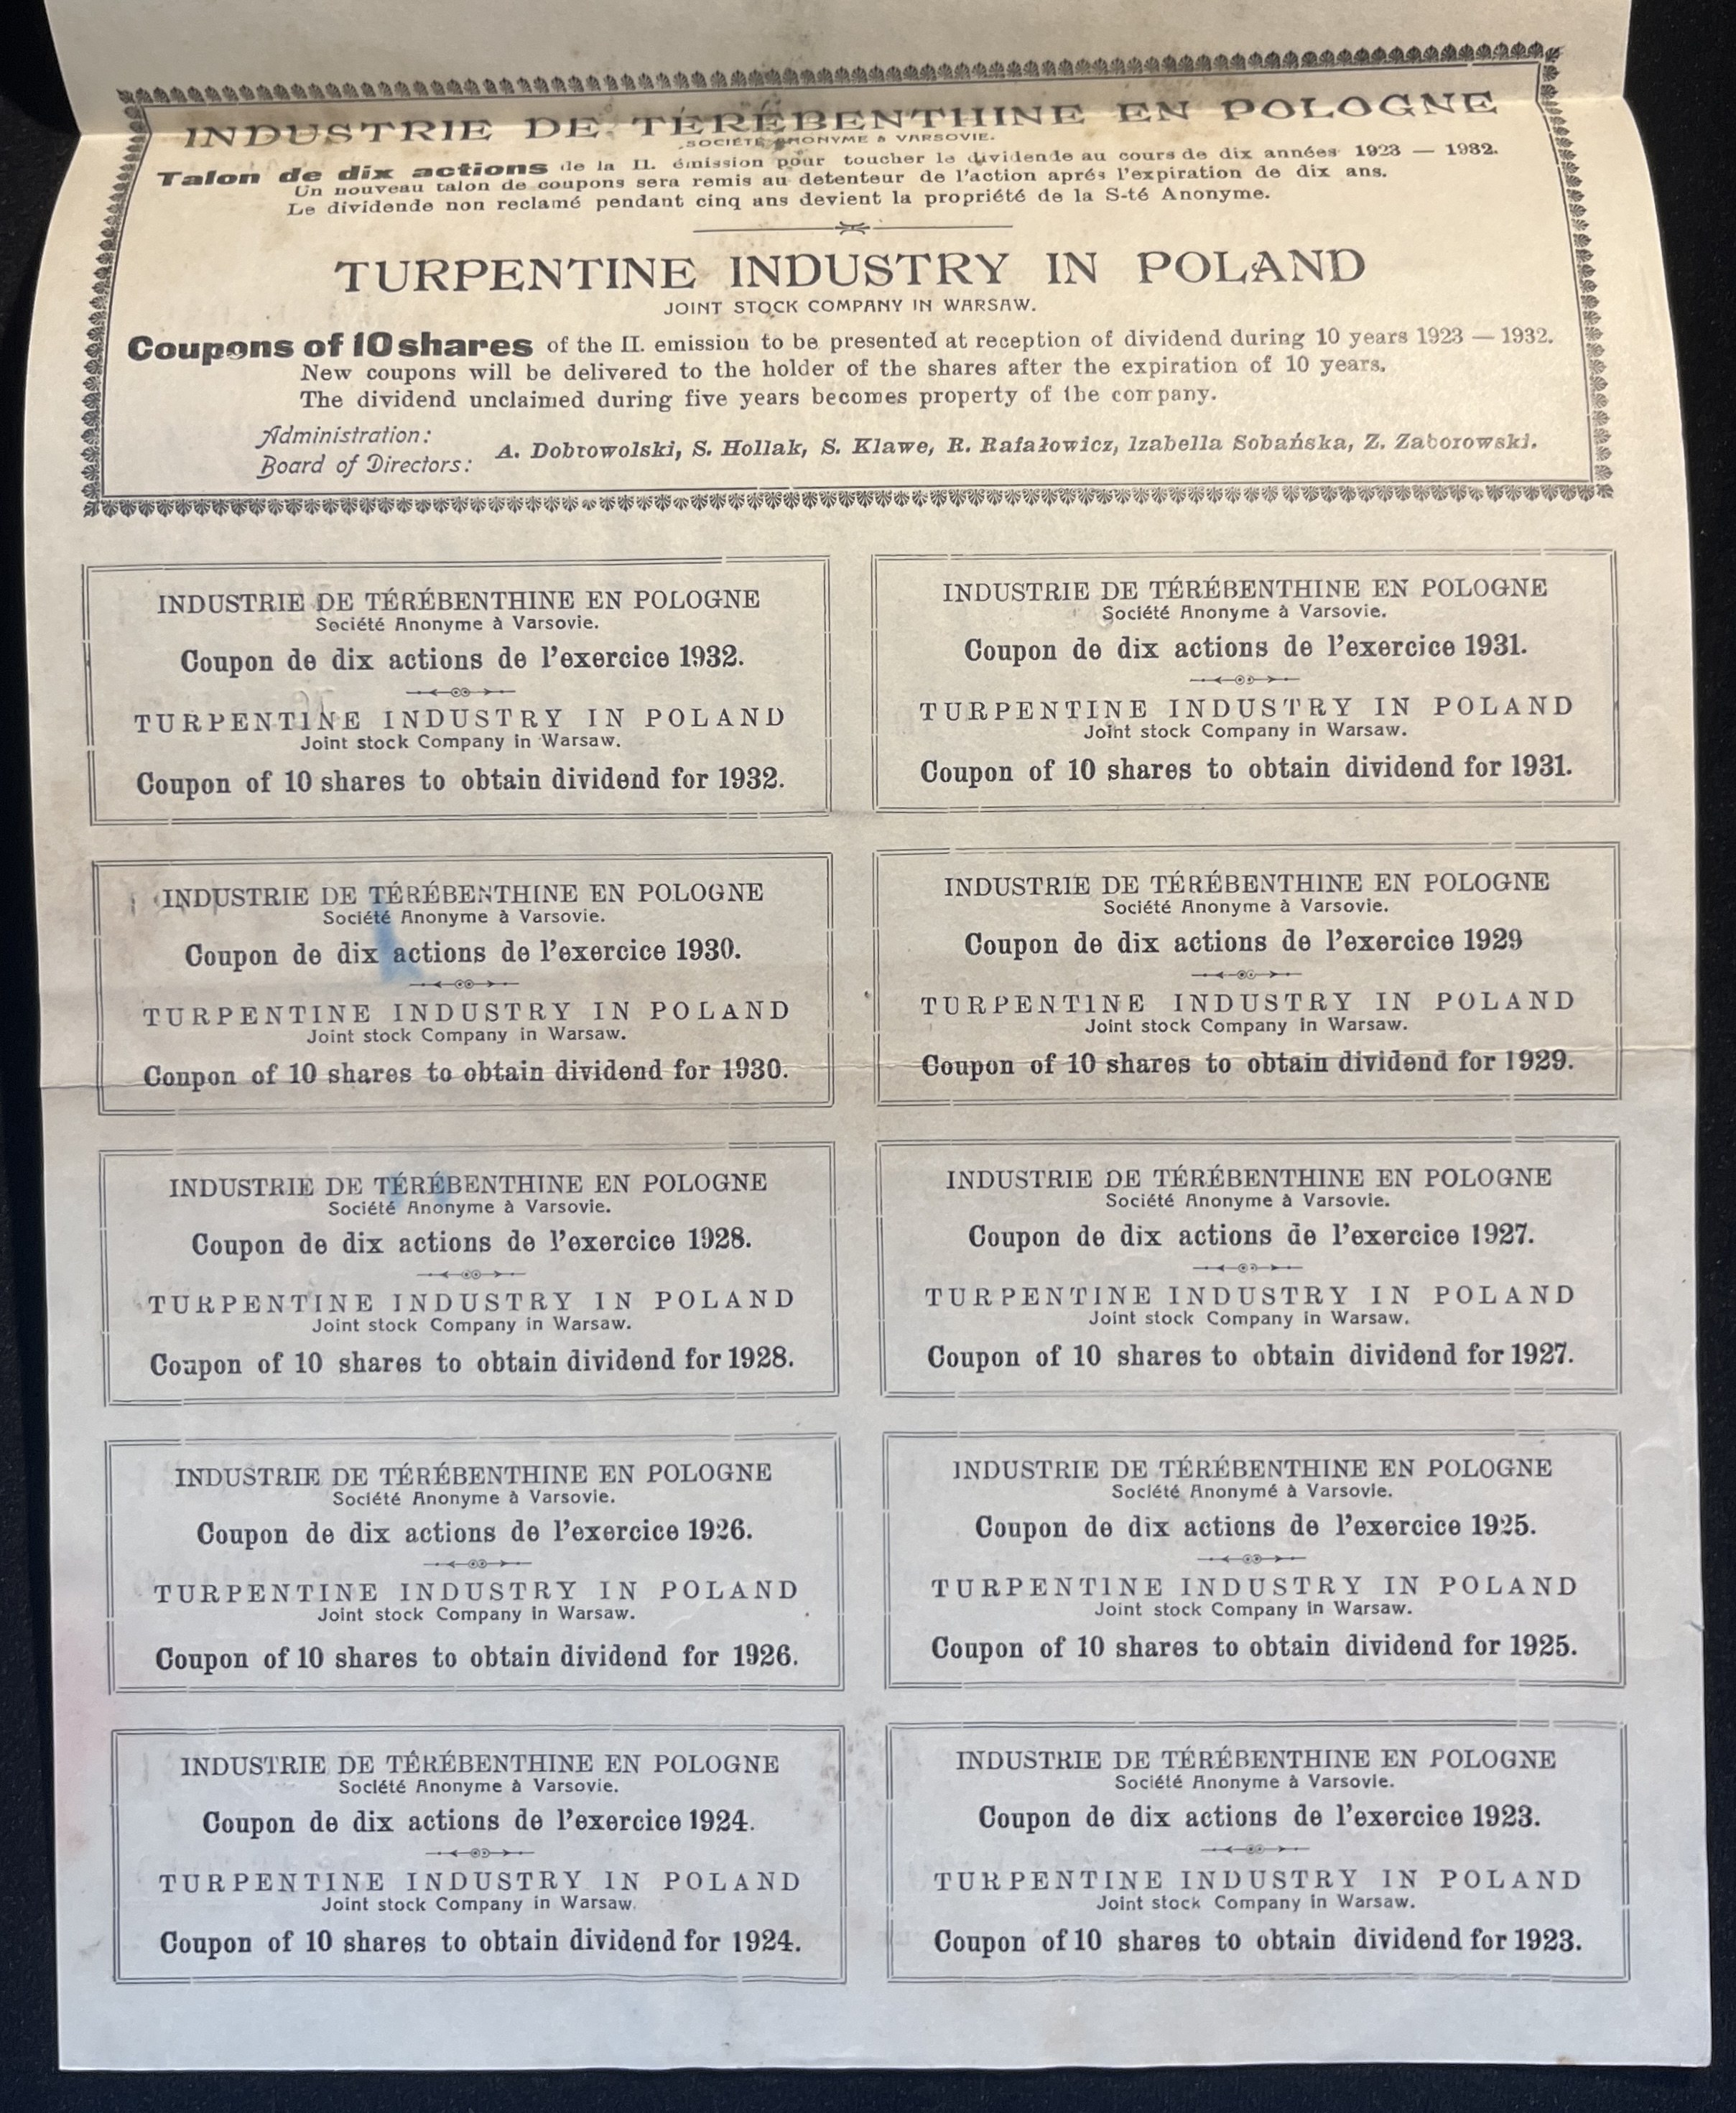 INDUSTRIE DE TÉRÉBENTHINE EN POLOGNE
SOCIÉTÉ ANONYME à VARSOVIE.
Talon de dix actions de la II. émission pour toucher le dividende au cours de dix années 1923 — 1932.
Un nouveau talon de coupons sera remis au detenteur de l'action aprés l'expiration de dix ans.
Le dividende non reclamé pendant cinq ans devient la propriété de la S-té Anonyme.
TURPENTINE INDUSTRY IN POLAND
JOINT STOCK COMPANY IN WARSAW.
Coupons of 10 shares of the II. emission to be presented at reception of dividend during 10 years 1923 — 1932.
New coupons will be delivered to the holder of the shares after the expiration of 10 years.
The dividend unclaimed during five years becomes property of the company.
Administration:
Board of Directors:
A. Dobrowolski, S. Hollak, S. Klawe, R. Rafałowicz, Izabella Sobańska, Z. Zaborowski.
INDUSTRIE DE TÉRÉBENTHINE EN POLOGNE
Société Anonyme à Varsovie.
Coupon de dix actions de l'exercice 1932.
TURPENTINE INDUSTRY IN POLAND
Joint stock Company in Warsaw.
Coupon of 10 shares to obtain dividend for 1932.
INDUSTRIE DE TÉRÉBENTHINE EN POLOGNE
Société Anonyme à Varsovie.
Coupon de dix actions de l'exercice 1931.
TURPENTINE INDUSTRY IN POLAND
Joint stock Company in Warsaw.
Coupon of 10 shares to obtain dividend for 1931.
INDUSTRIE DE TÉRÉBENTHINE EN POLOGNE
Société Anonyme à Varsovie.
Coupon de dix actions de l'exercice 1930.
TURPENTINE INDUSTRY IN POLAND
Joint stock Company in Warsaw.
Coupon of 10 shares to obtain dividend for 1930.
INDUSTRIE DE TÉRÉBENTHINE EN POLOGNE
Société Anonyme à Varsovie.
Coupon de dix actions de l'exercice 1929
TURPENTINE INDUSTRY IN POLAND
Joint stock Company in Warsaw.
Coupon of 10 shares to obtain dividend for 1929.
INDUSTRIE DE TÉRÉBENTHINE EN POLOGNE
Société Anonyme à Varsovie.
Coupon de dix actions de l'exercice 1928.
TURPENTINE INDUSTRY IN POLAND
Joint stock Company in Warsaw.
Coupon of 10 shares to obtain dividend for 1928.
INDUSTRIE DE TÉRÉBENTHINE EN POLOGNE
Société Anonyme à Varsovie.
Coupon de dix actions de l'exercice 1927.
TURPENTINE INDUSTRY IN POLAND
Joint stock Company in Warsaw.
Coupon of 10 shares to obtain dividend for 1927.
INDUSTRIE DE TÉRÉBENTHINE EN POLOGNE
Société Anonyme à Varsovie.
Coupon de dix actions de l'exercice 1926.
TURPENTINE INDUSTRY IN POLAND
Joint stock Company in Warsaw.
Coupon of 10 shares to obtain dividend for 1926.
INDUSTRIE DE TÉRÉBENTHINE EN POLOGNE
Société Anonymé à Varsovie.
Coupon de dix actions de l'exercice 1925.
TURPENTINE INDUSTRY IN POLAND
Joint stock Company in Warsaw.
Coupon of 10 shares to obtain dividend for 1925.
INDUSTRIE DE TÉRÉBENTHINE EN POLOGNE
Société Anonyme à Varsovie.
Coupon de dix actions de l'exercice 1924.
TURPENTINE INDUSTRY IN POLAND
Joint stock Company in Warsaw.
Coupon of 10 shares to obtain dividend for 1924.
INDUSTRIE DE TÉRÉBENTHINE EN POLOGNE
Société Anonyme à Varsovie.
Coupon de dix actions de l'exercice 1923.
TURPENTINE INDUSTRY IN POLAND
Joint stock Company in Warsaw.
Coupon of 10 shares to obtain dividend for 1923.